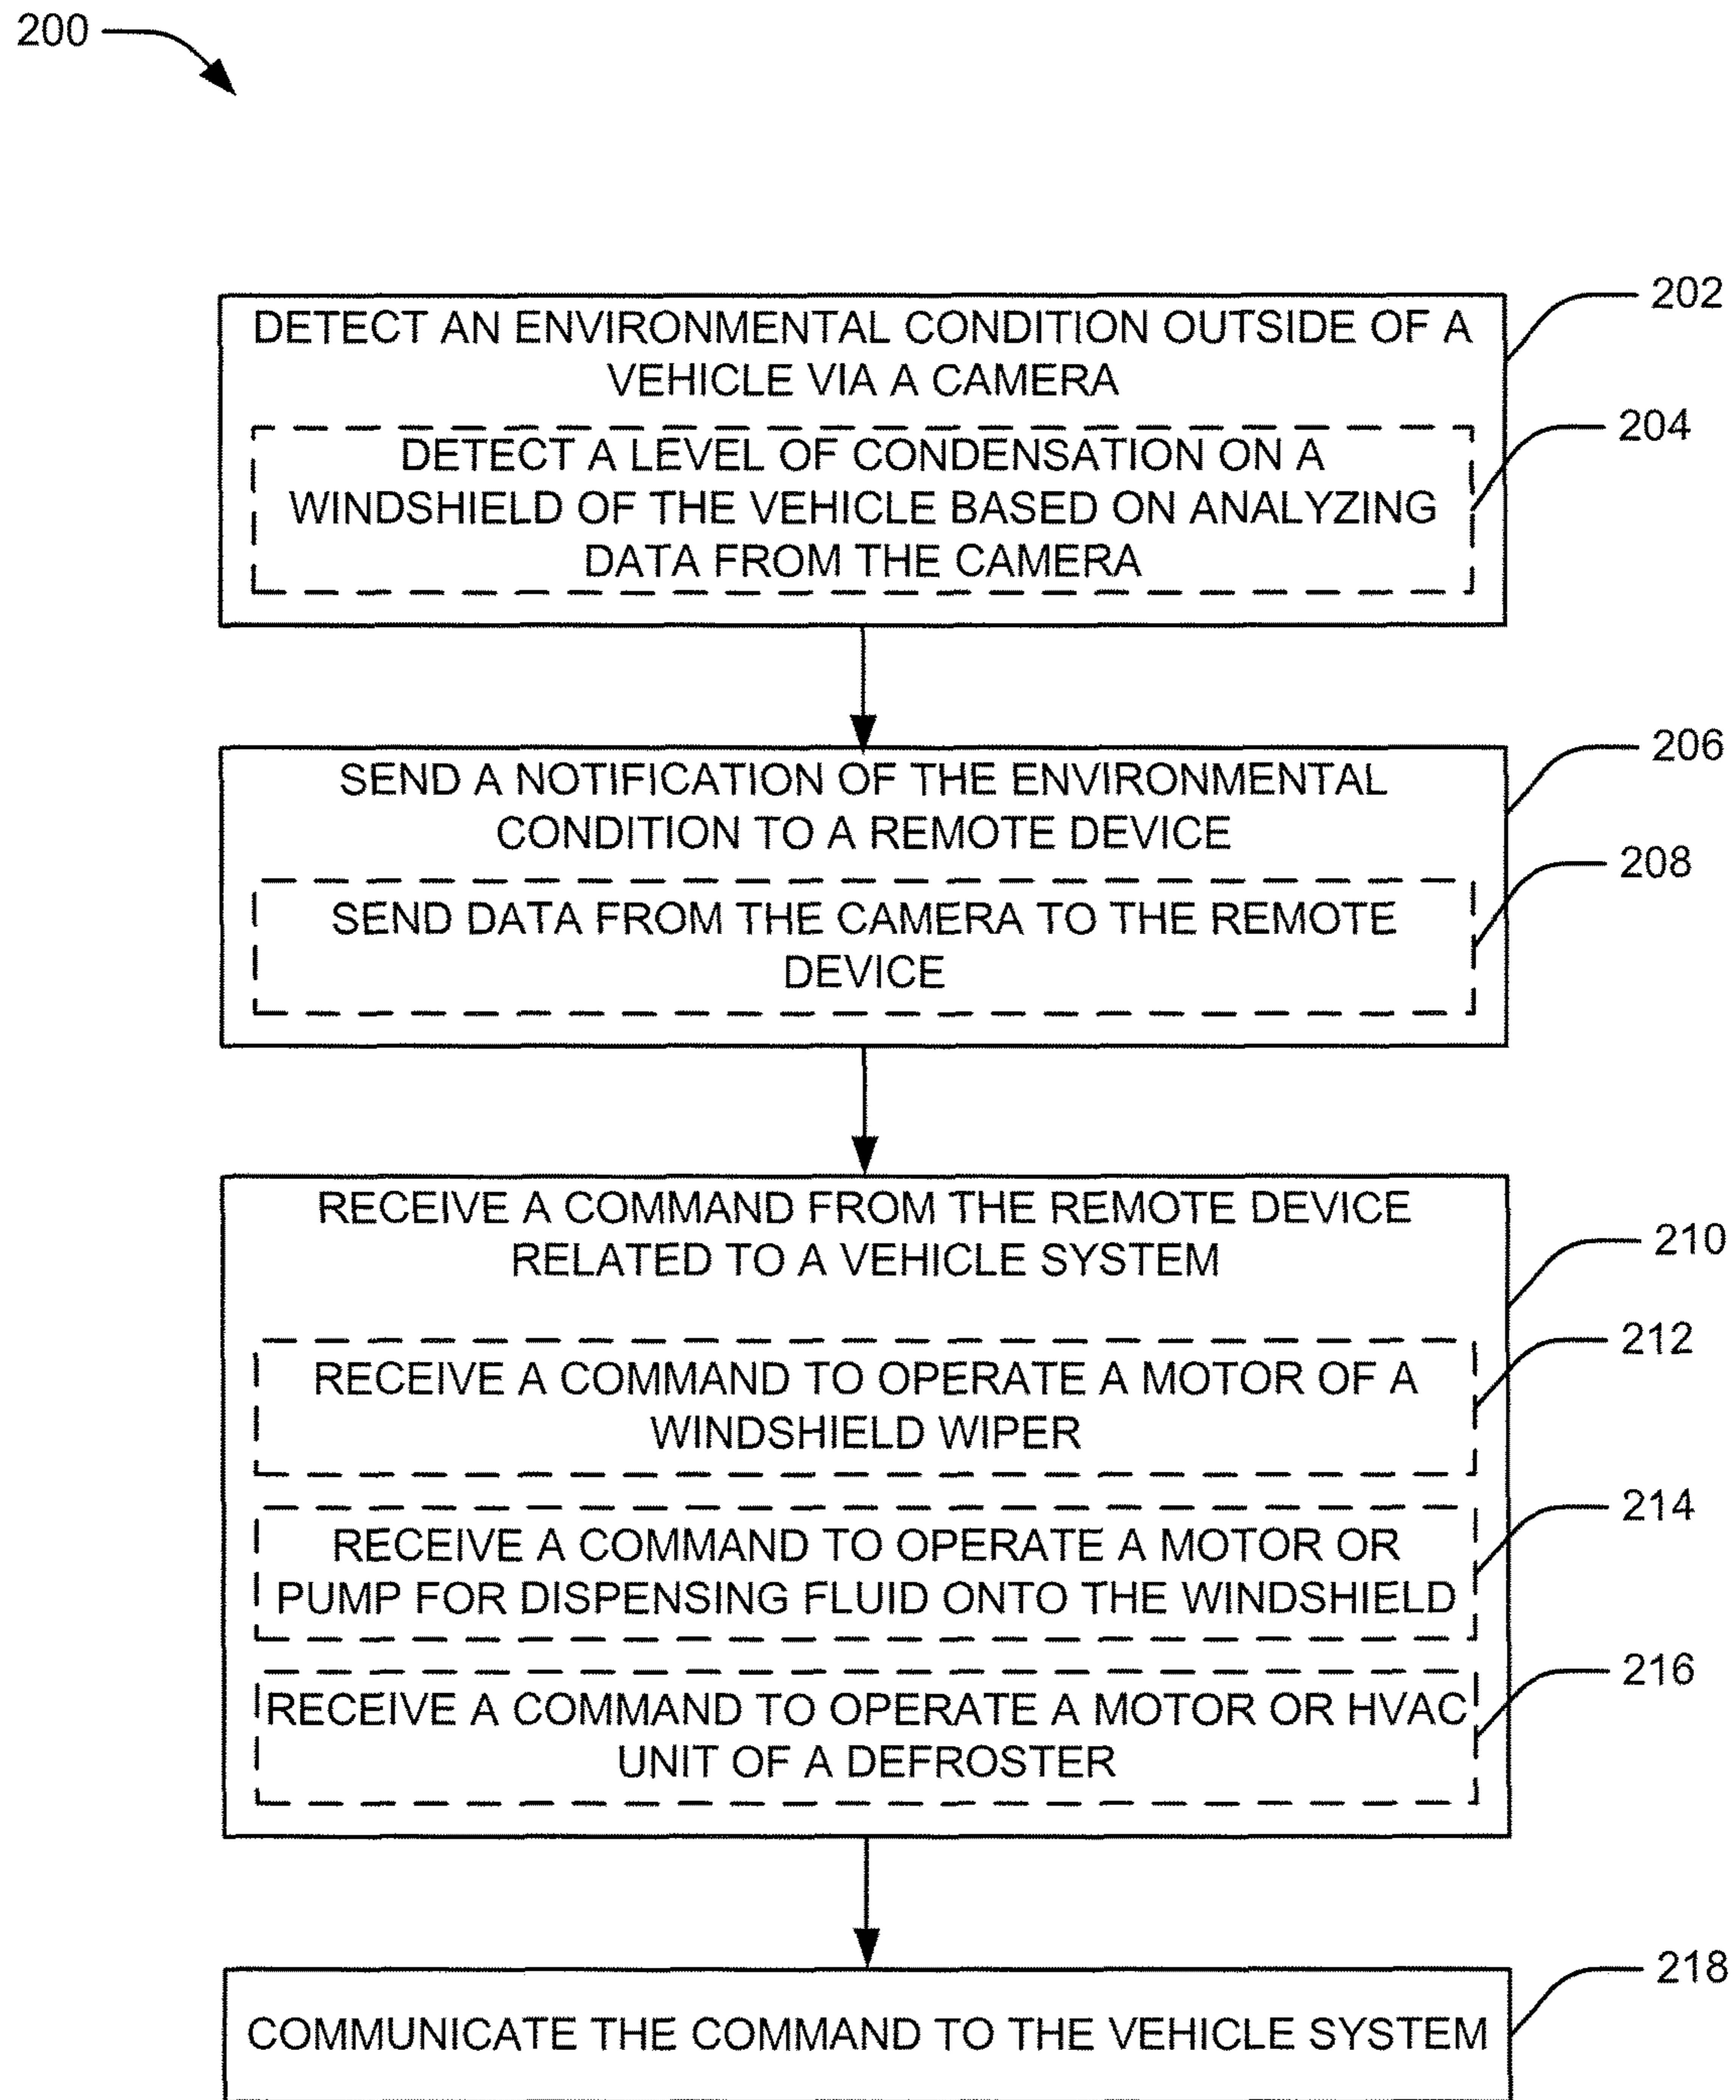 200
DETECT AN ENVIRONMENTAL CONDITION OUTSIDE OF A
VEHICLE VIA A CAMERA
202
DETECT A LEVEL OF CONDENSATION ON A
WINDSHIELD OF THE VEHICLE BASED ON ANALYZING
DATA FROM THE CAMERA
204
SEND A NOTIFICATION OF THE ENVIRONMENTAL
CONDITION TO A REMOTE DEVICE
206
SEND DATA FROM THE CAMERA TO THE REMOTE
DEVICE
208
RECEIVE A COMMAND FROM THE REMOTE DEVICE
RELATED TO A VEHICLE SYSTEM
210
RECEIVE A COMMAND TO OPERATE A MOTOR OF A
WINDSHIELD WIPER
212
RECEIVE A COMMAND TO OPERATE A MOTOR OR
PUMP FOR DISPENSING FLUID ONTO THE WINDSHIELD
214
RECEIVE A COMMAND TO OPERATE A MOTOR OR HVAC
UNIT OF A DEFROSTER
216
COMMUNICATE THE COMMAND TO THE VEHICLE SYSTEM
218